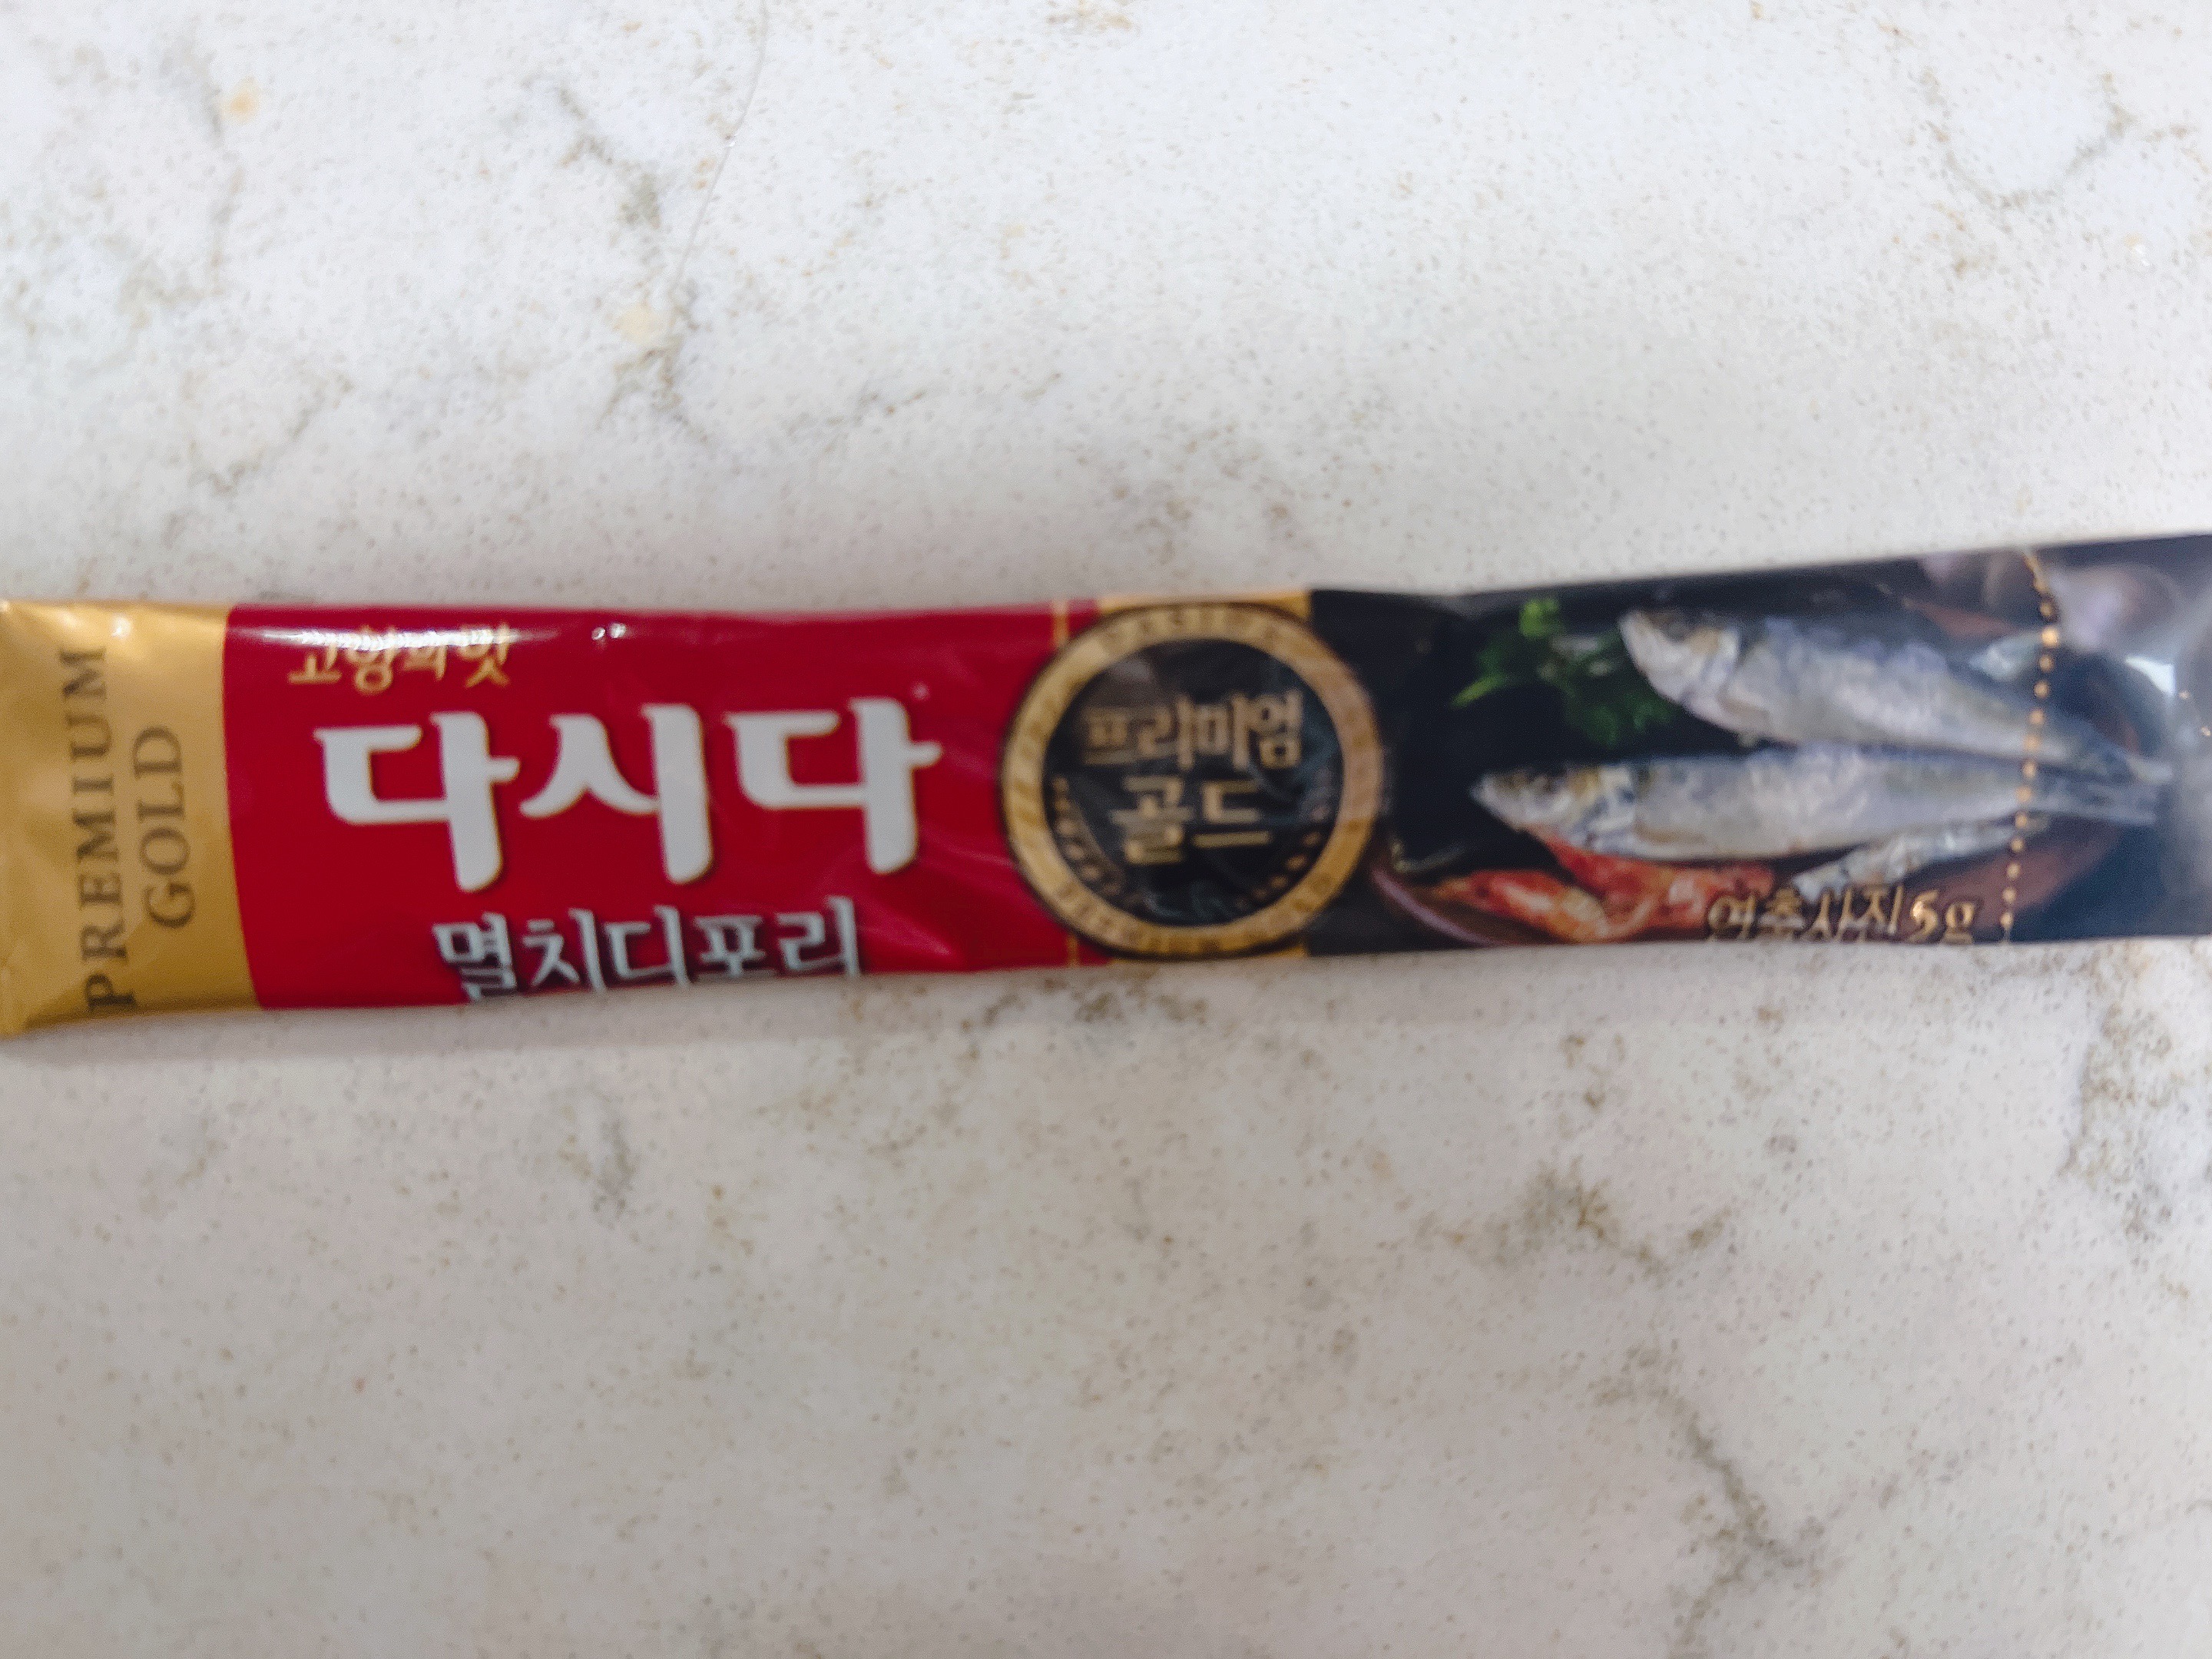 PREMIUM
GOLD
고향의 맛
다시다
멸치디포리
프리미엄
골드
연출사진 5g